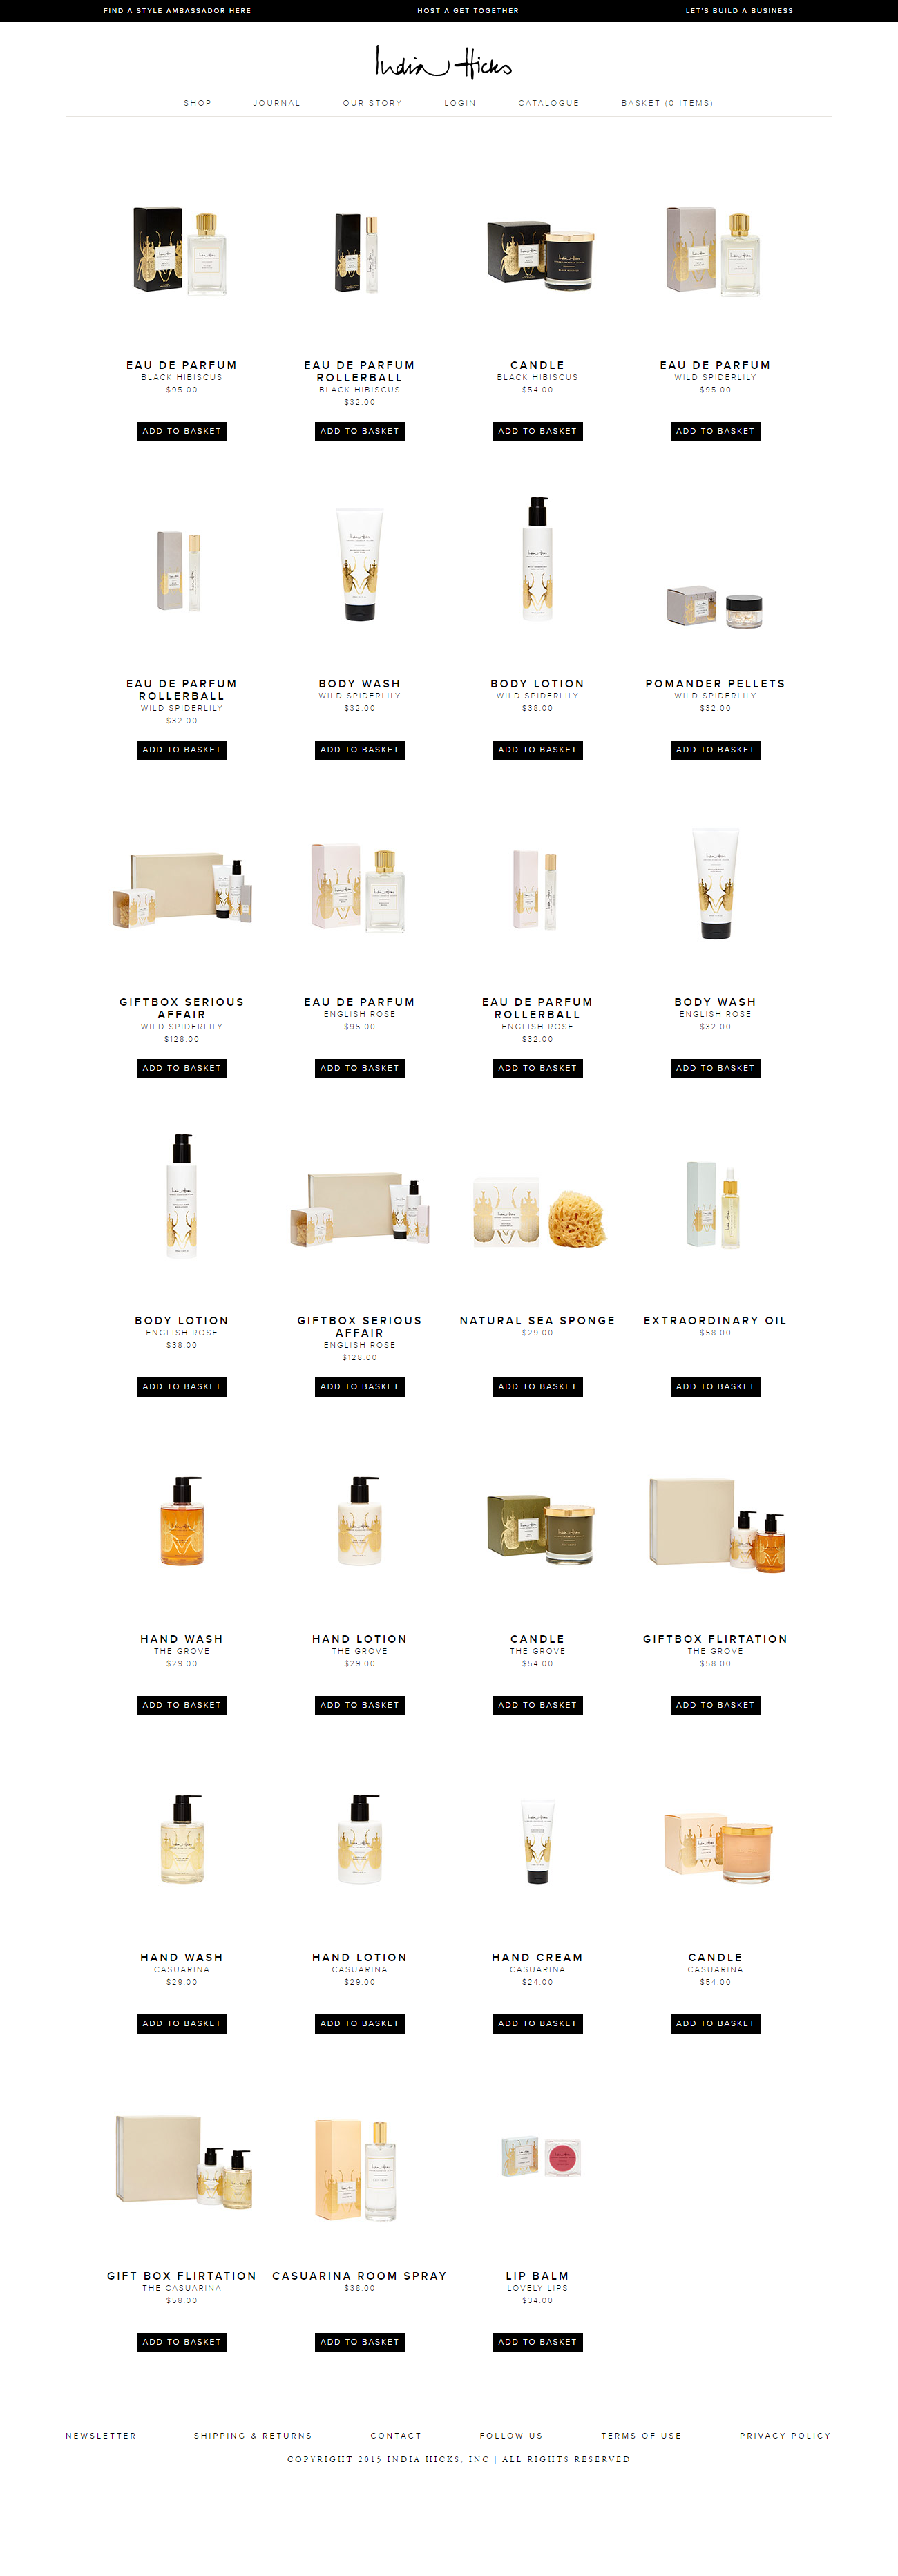 FIND A STYLE AMBASSADOR HERE
HOST A GET TOGETHER
LET'S BUILD A BUSINESS
India Hicks
SHOP JOURNAL OUR STORY LOGIN CATALOGUE BASKET (0 ITEMS)
EAU DE PARFUM
BLACK HIBISCUS
$95.00
ADD TO BASKET
EAU DE PARFUM
ROLLERBALL
BLACK HIBISCUS
$32.00
ADD TO BASKET
CANDLE
BLACK HIBISCUS
$54.00
ADD TO BASKET
EAU DE PARFUM
WILD SPIDERLILY
$95.00
ADD TO BASKET
EAU DE PARFUM
ROLLERBALL
WILD SPIDERLILY
$32.00
ADD TO BASKET
BODY WASH
WILD SPIDERLILY
$32.00
ADD TO BASKET
BODY LOTION
WILD SPIDERLILY
$38.00
ADD TO BASKET
POMANDER PELLETS
WILD SPIDERLILY
$32.00
ADD TO BASKET
GIFTBOX SERIOUS
AFFAIR
WILD SPIDERLILY
$128.00
ADD TO BASKET
EAU DE PARFUM
ENGLISH ROSE
$95.00
ADD TO BASKET
EAU DE PARFUM
ROLLERBALL
ENGLISH ROSE
$32.00
ADD TO BASKET
BODY WASH
ENGLISH ROSE
$32.00
ADD TO BASKET
BODY LOTION
ENGLISH ROSE
$38.00
ADD TO BASKET
GIFTBOX SERIOUS
AFFAIR
ENGLISH ROSE
$128.00
ADD TO BASKET
NATURAL SEA SPONGE
$29.00
ADD TO BASKET
EXTRAORDINARY OIL
$58.00
ADD TO BASKET
HAND WASH
THE GROVE
$29.00
ADD TO BASKET
HAND LOTION
THE GROVE
$29.00
ADD TO BASKET
CANDLE
THE GROVE
$54.00
ADD TO BASKET
GIFTBOX FLIRTATION
THE GROVE
$58.00
ADD TO BASKET
HAND WASH
CASUARINA
$29.00
ADD TO BASKET
HAND LOTION
CASUARINA
$29.00
ADD TO BASKET
HAND CREAM
CASUARINA
$24.00
ADD TO BASKET
CANDLE
CASUARINA
$54.00
ADD TO BASKET
GIFT BOX FLIRTATION
THE CASUARINA
$58.00
ADD TO BASKET
CASUARINA ROOM SPRAY
$38.00
ADD TO BASKET
LIP BALM
LOVELY LIPS
$34.00
ADD TO BASKET
NEWSLETTER SHIPPING & RETURNS CONTACT FOLLOW US TERMS OF USE PRIVACY POLICY
COPYRIGHT 2015 INDIA HICKS, INC | ALL RIGHTS RESERVED